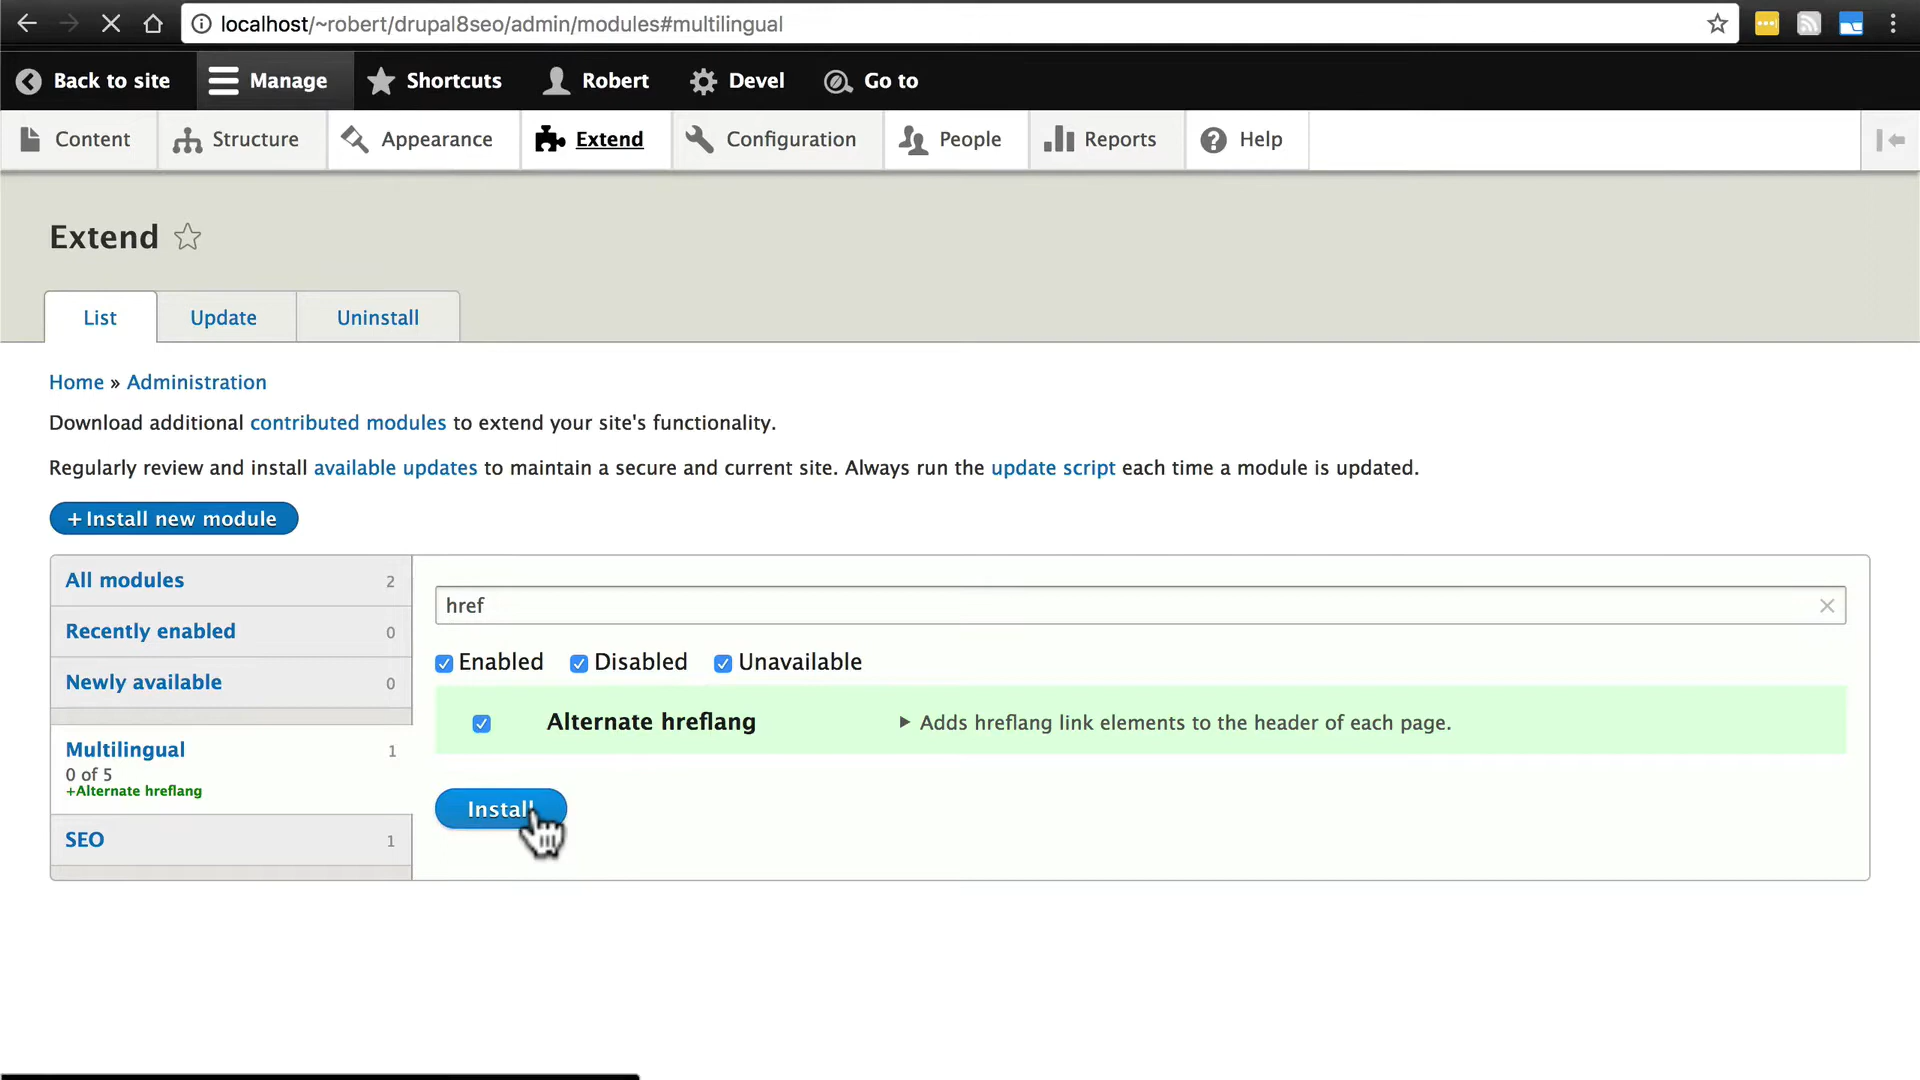 localhost/~robert/drupal8seo/admin/modules#multilingual
Back to site
Manage
Shortcuts
Robert
Devel
Go to
Content
Structure
Appearance
Extend
Configuration
People
Reports
Help
Extend
List
Update
Uninstall
Home » Administration
Download additional contributed modules to extend your site's functionality.
Regularly review and install available updates to maintain a secure and current site. Always run the update script each time a module is updated.
+ Install new module
All modules 2
Recently enabled 0
Newly available 0
Multilingual 1
0 of 5
+Alternate hreflang
SEO 1
href
Enabled Disabled Unavailable
Alternate hreflang
Adds hreflang link elements to the header of each page.
Install